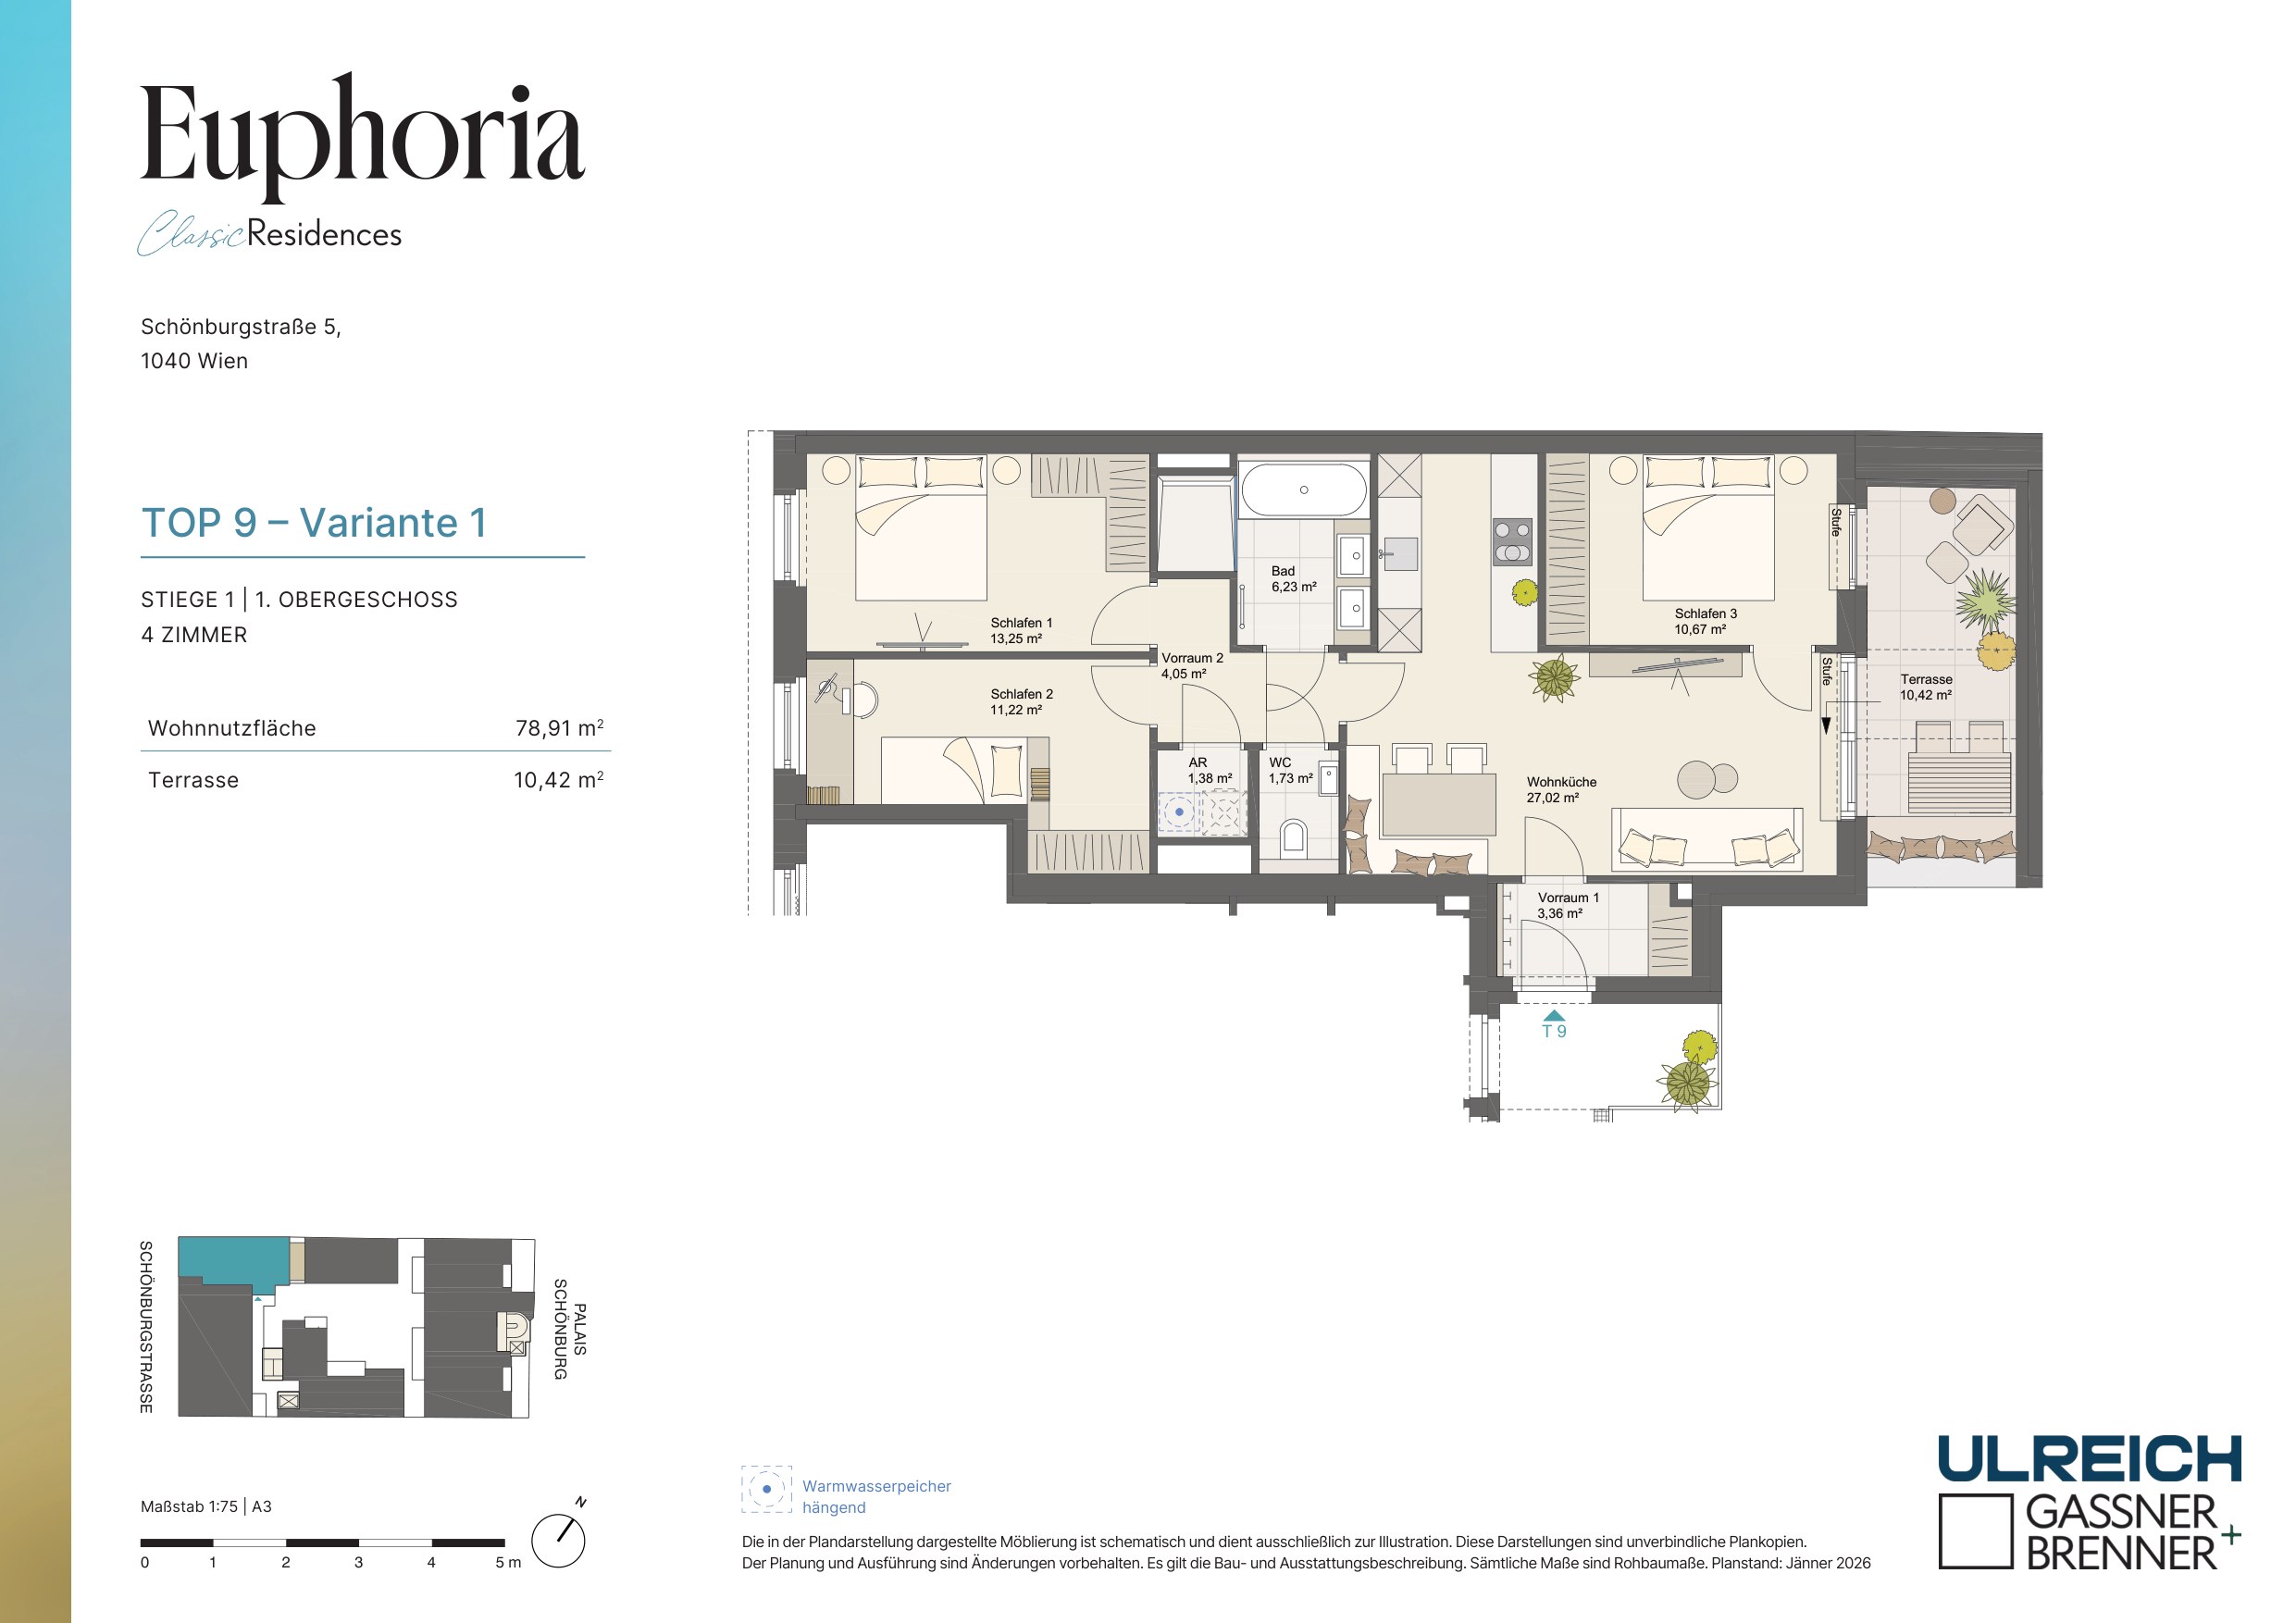 Euphoria
Classic Residences
Schönburgstraße 5,
1040 Wien
TOP 9 – Variante 1
STIEGE 1 | 1. OBERGESCHOSS
4 ZIMMER
Wohnnutzfläche 78,91 m²
Terrasse 10,42 m²
Schlafen 1
13,25 m²
Schlafen 2
11,22 m²
Vorraum 2
4,05 m²
Bad
6,23 m²
AR
1,38 m²
WC
1,73 m²
Schlafen 3
10,67 m²
Stufe
Stufe
Terrasse
10,42 m²
Wohnküche
27,02 m²
Vorraum 1
3,36 m²
T 9
SCHÖNBURGSTRASSE
PALAIS
SCHÖNBURG
Maßstab 1:75 | A3
N
0 1 2 3 4 5 m
Warmwasserpeicher
hängend
Die in der Plandarstellung dargestellte Möblierung ist schematisch und dient ausschließlich zur Illustration. Diese Darstellungen sind unverbindliche Plankopien.
Der Planung und Ausführung sind Änderungen vorbehalten. Es gilt die Bau- und Ausstattungsbeschreibung. Sämtliche Maße sind Rohbaumaße. Planstand: Jänner 2026
ULREICH
GASSNER
BRENNER+